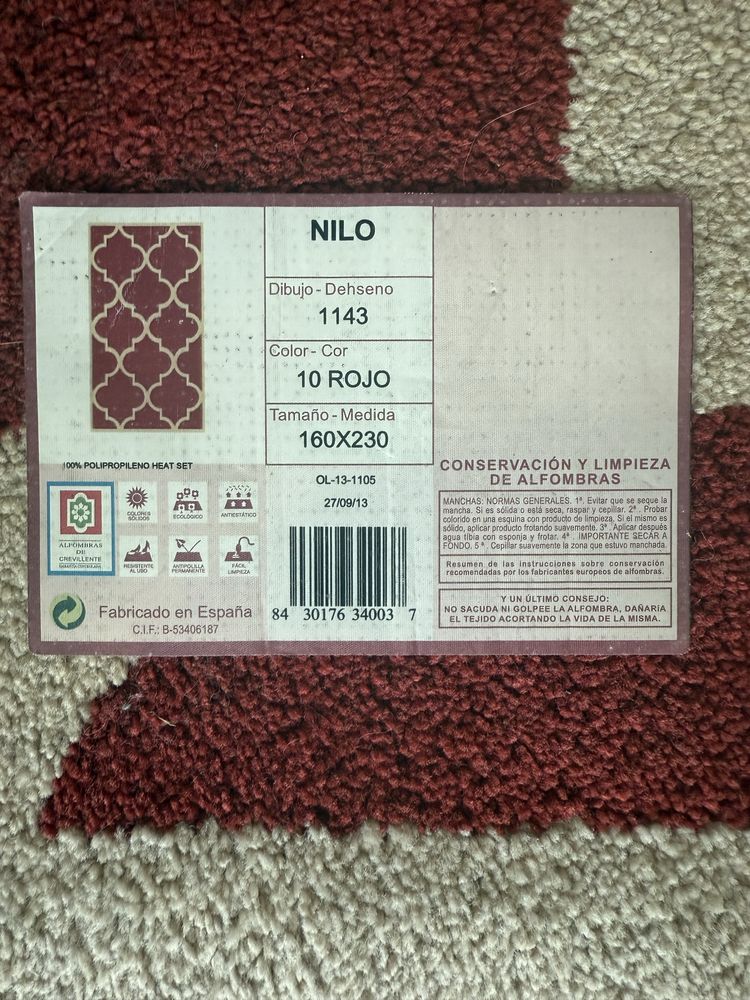 NILO
Dibujo - Dehseno
1143
Color - Cor
10 ROJO
Tamaño - Medida
160X230
100% POLIPROPILENO HEAT SET
ALFOMBRAS
DE
CREVILLENTE
COLORES
SÓLIDOS
ECOLÓGICO
ANTIESTÁTICO
RESISTENTE
AL USO
ANTIPOLILLA
PERMANENTE
FÁCIL
LIMPIEZA
Fabricado en España
C.I.F.: B-53406187
OL-13-1105
27/09/13
84 30176 34003 7
CONSERVACIÓN Y LIMPIEZA
DE ALFOMBRAS
MANCHAS: NORMAS GENERALES. 1ª. Evitar que se seque la
mancha. Si es sólida o está seca, raspar y cepillar. 2ª . Probar
colorido en una esquina con producto de limpieza. Si el mismo es
sólido, aplicar producto frotando suavemente. 3ª . Aplicar después
agua tíbia con esponja y frotar. 4ª . IMPORTANTE SECAR A
FONDO. 5 ª . Cepillar suavemente la zona que estuvo manchada.
Resumen de las instrucciones sobre conservación
recomendadas por los fabricantes europeos de alfombras.
Y UN ÚLTIMO CONSEJO:
NO SACUDA NI GOLPEE LA ALFOMBRA, DAÑARÍA
EL TEJIDO ACORTANDO LA VIDA DE LA MISMA.